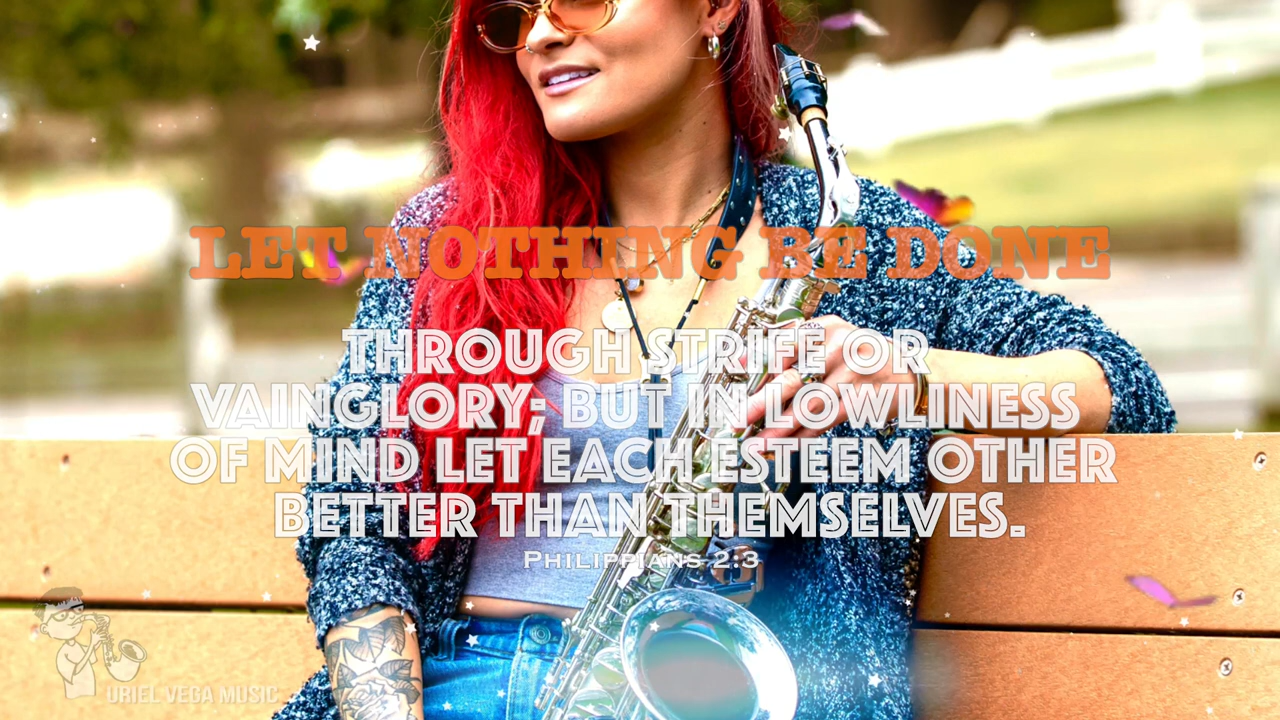 LET NOTHING BE DONE
THROUGH STRIFE OR
VAINGLORY; BUT IN LOWLINESS
OF MIND LET EACH ESTEEM OTHER
BETTER THAN THEMSELVES.
PHILIPPIANS 2:3
URIEL VEGA MUSIC